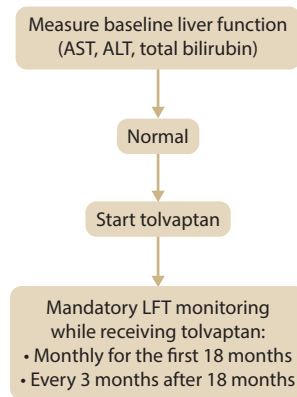 Measure baseline liver function
(AST, ALT, total bilirubin)
Normal
Start tolvaptan
Mandatory LFT monitoring
while receiving tolvaptan:
• Monthly for the first 18 months
• Every 3 months after 18 months